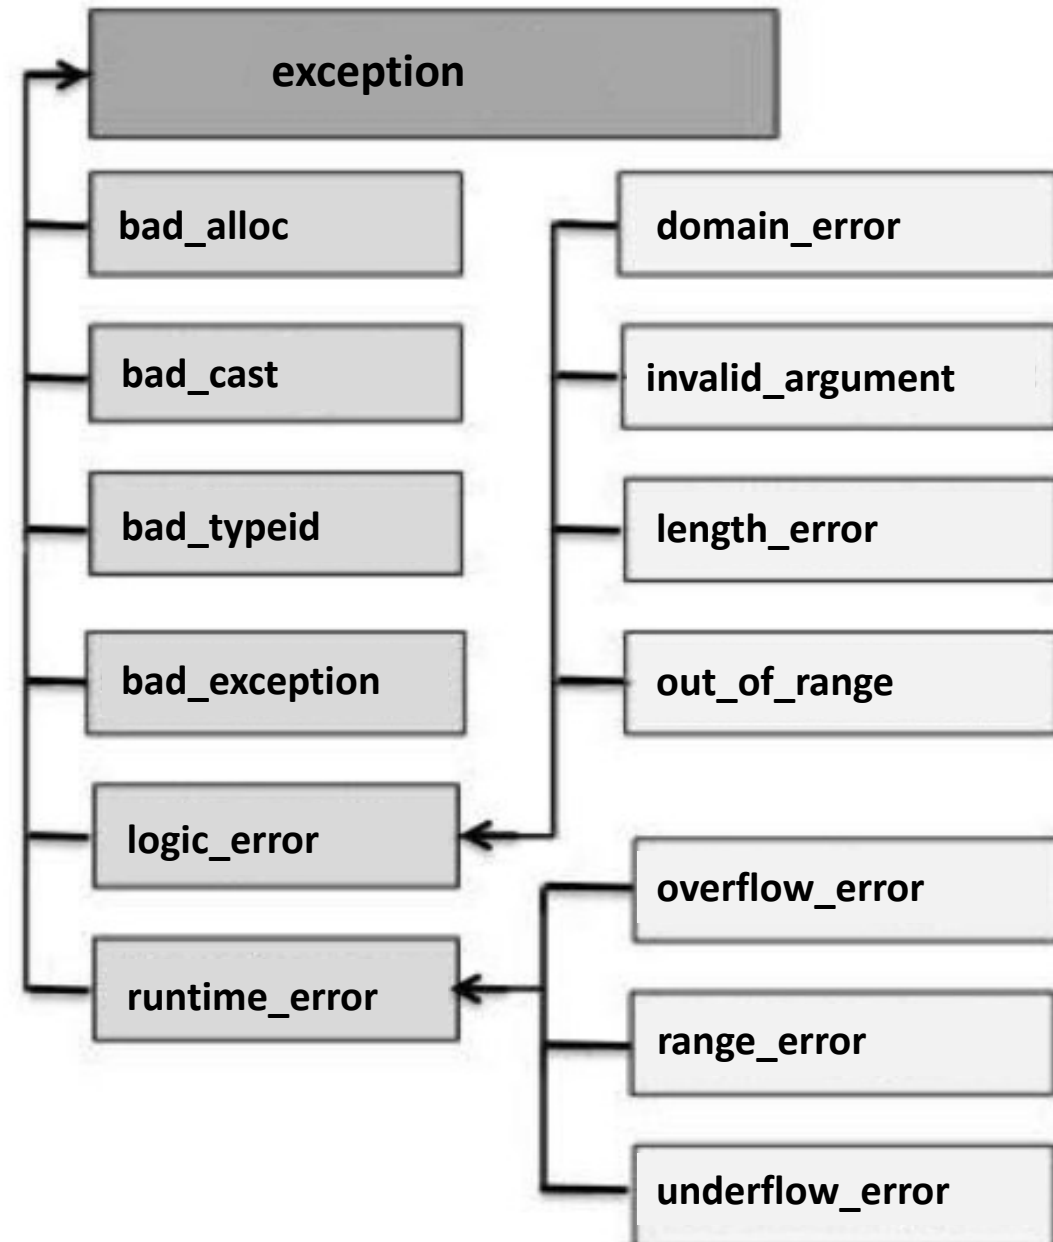 exception
bad_alloc
bad_cast
bad_typeid
bad_exception
logic_error
runtime_error
domain_error
invalid_argument
length_error
out_of_range
overflow_error
range_error
underflow_error